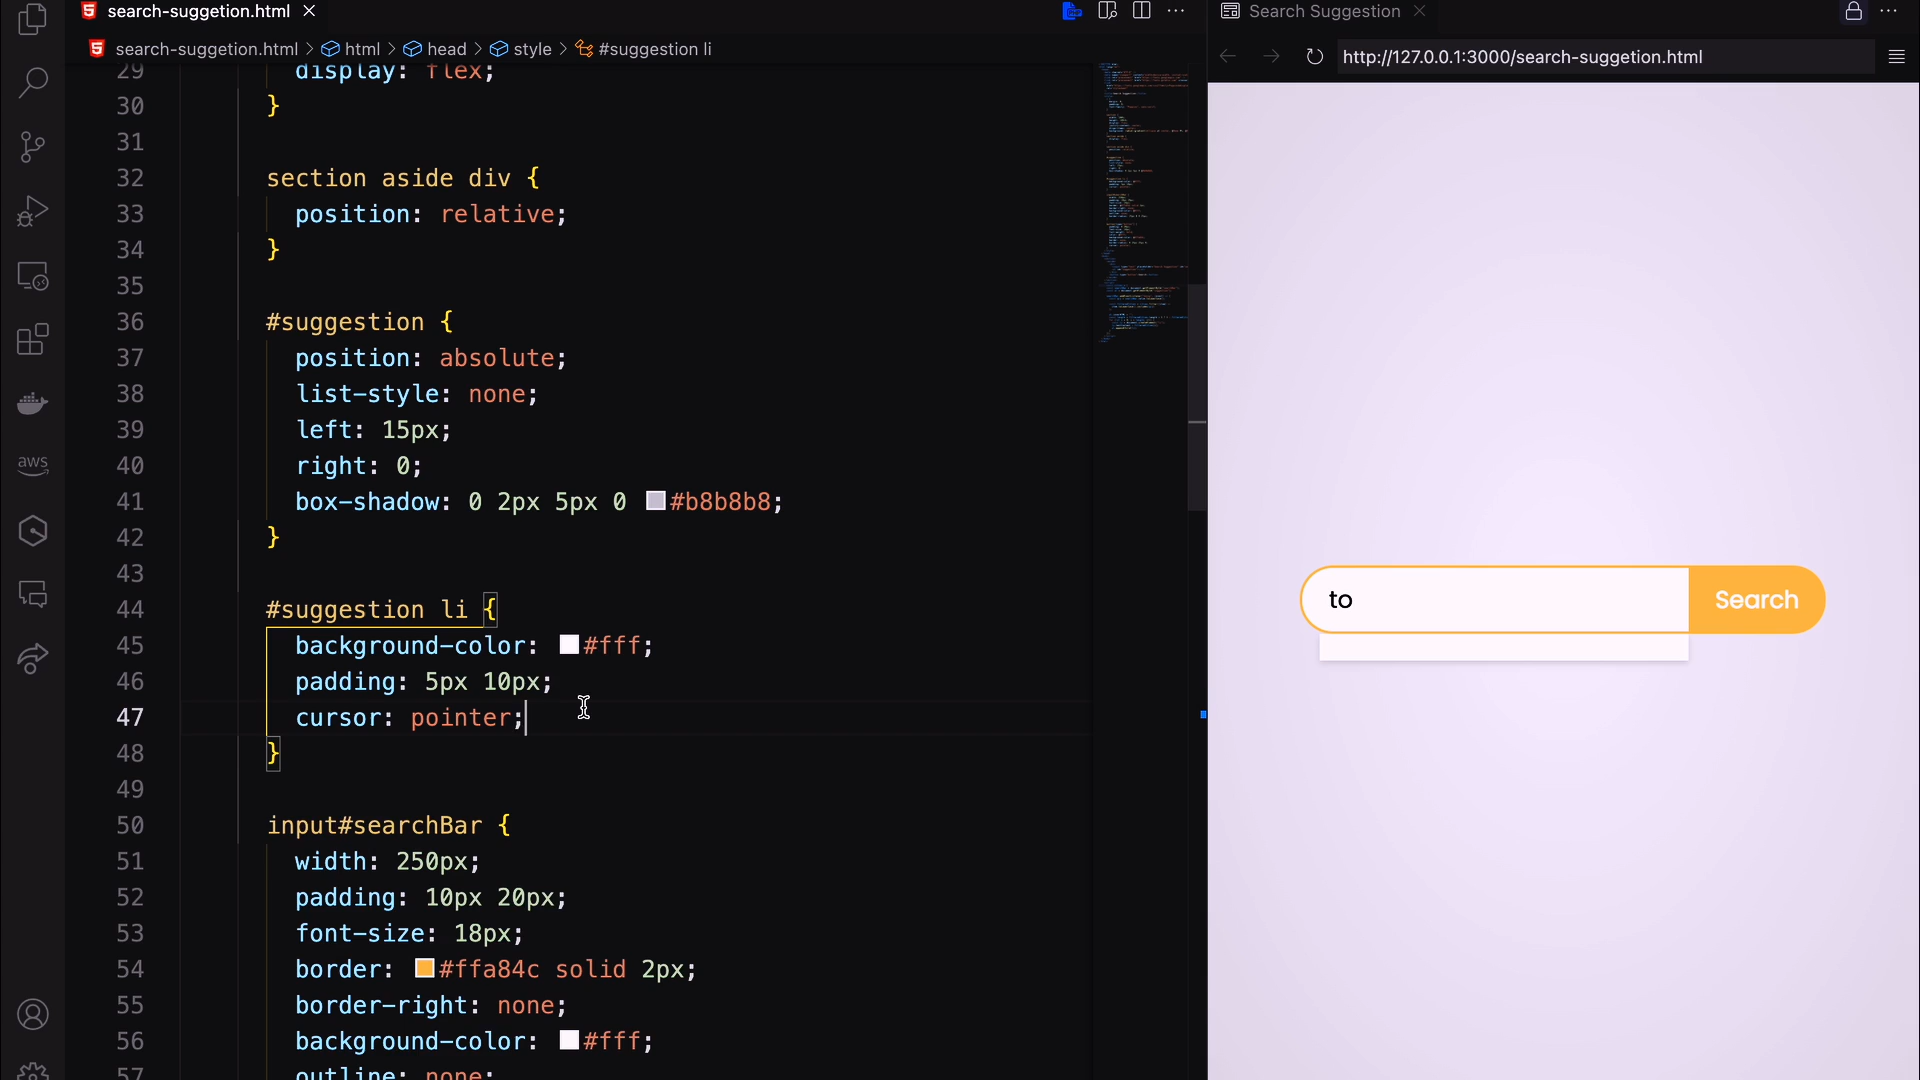 search-suggetion.html
search-suggetion.html > html > head > style > #suggestion li
29 display: flex;
30 }
31
32 section aside div {
33 position: relative;
34 }
35
36 #suggestion {
37 position: absolute;
38 list-style: none;
39 left: 15px;
40 right: 0;
41 box-shadow: 0 2px 5px 0 #b8b8b8;
42 }
43
44 #suggestion li {
45 background-color: #fff;
46 padding: 5px 10px;
47 cursor: pointer;
48 }
49
50 input#searchBar {
51 width: 250px;
52 padding: 10px 20px;
53 font-size: 18px;
54 border: #ffa84c solid 2px;
55 border-right: none;
56 background-color: #fff;
57 outline: none;
aws
Search Suggestion
http://127.0.0.1:3000/search-suggetion.html
to
Search